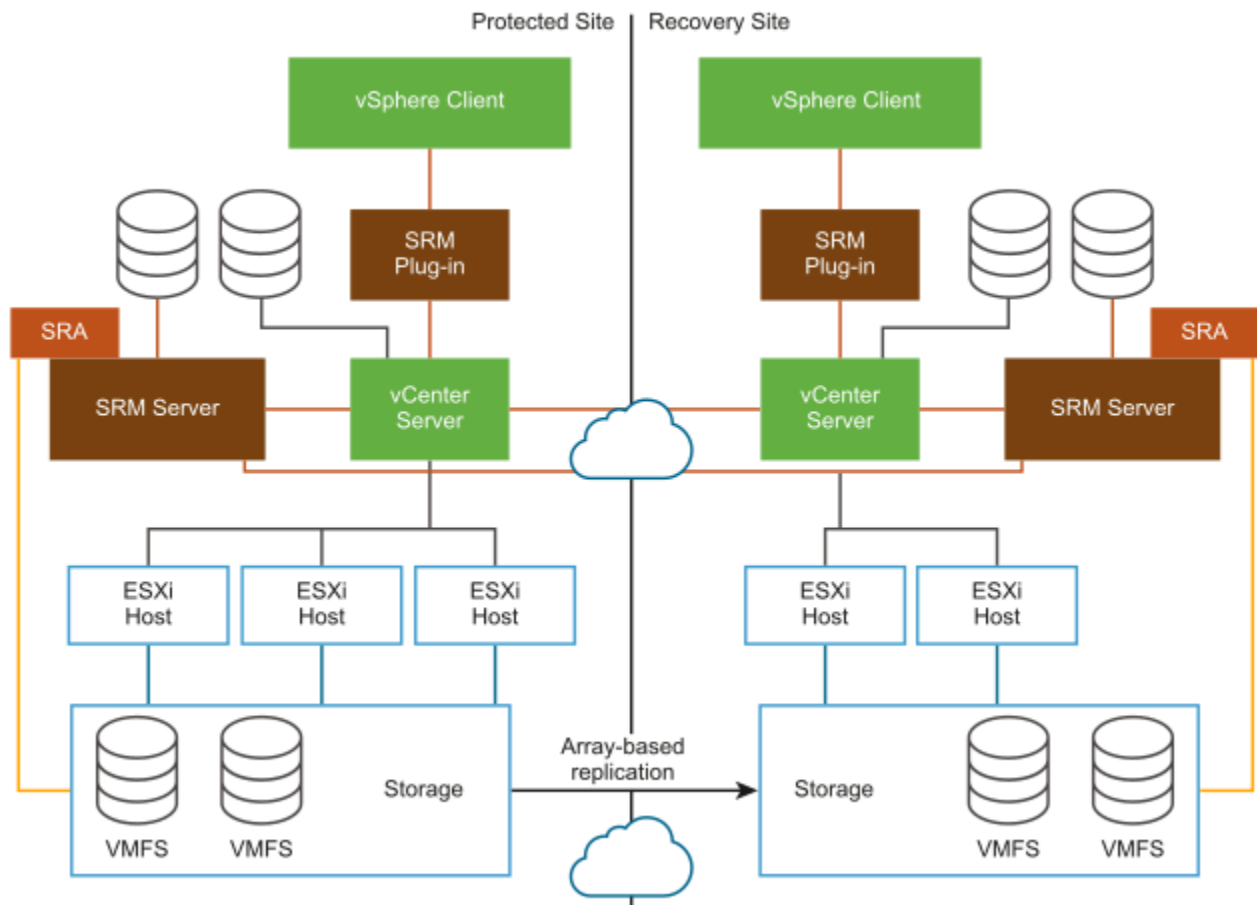 Protected Site
Recovery Site
vSphere Client
vSphere Client
SRM
Plug-in
SRM
Plug-in
SRA
SRA
SRM Server
vCenter
Server
vCenter
Server
SRM Server
ESXi
Host
ESXi
Host
ESXi
Host
ESXi
Host
ESXi
Host
Array-based
replication
Storage
Storage
VMFS
VMFS
VMFS
VMFS